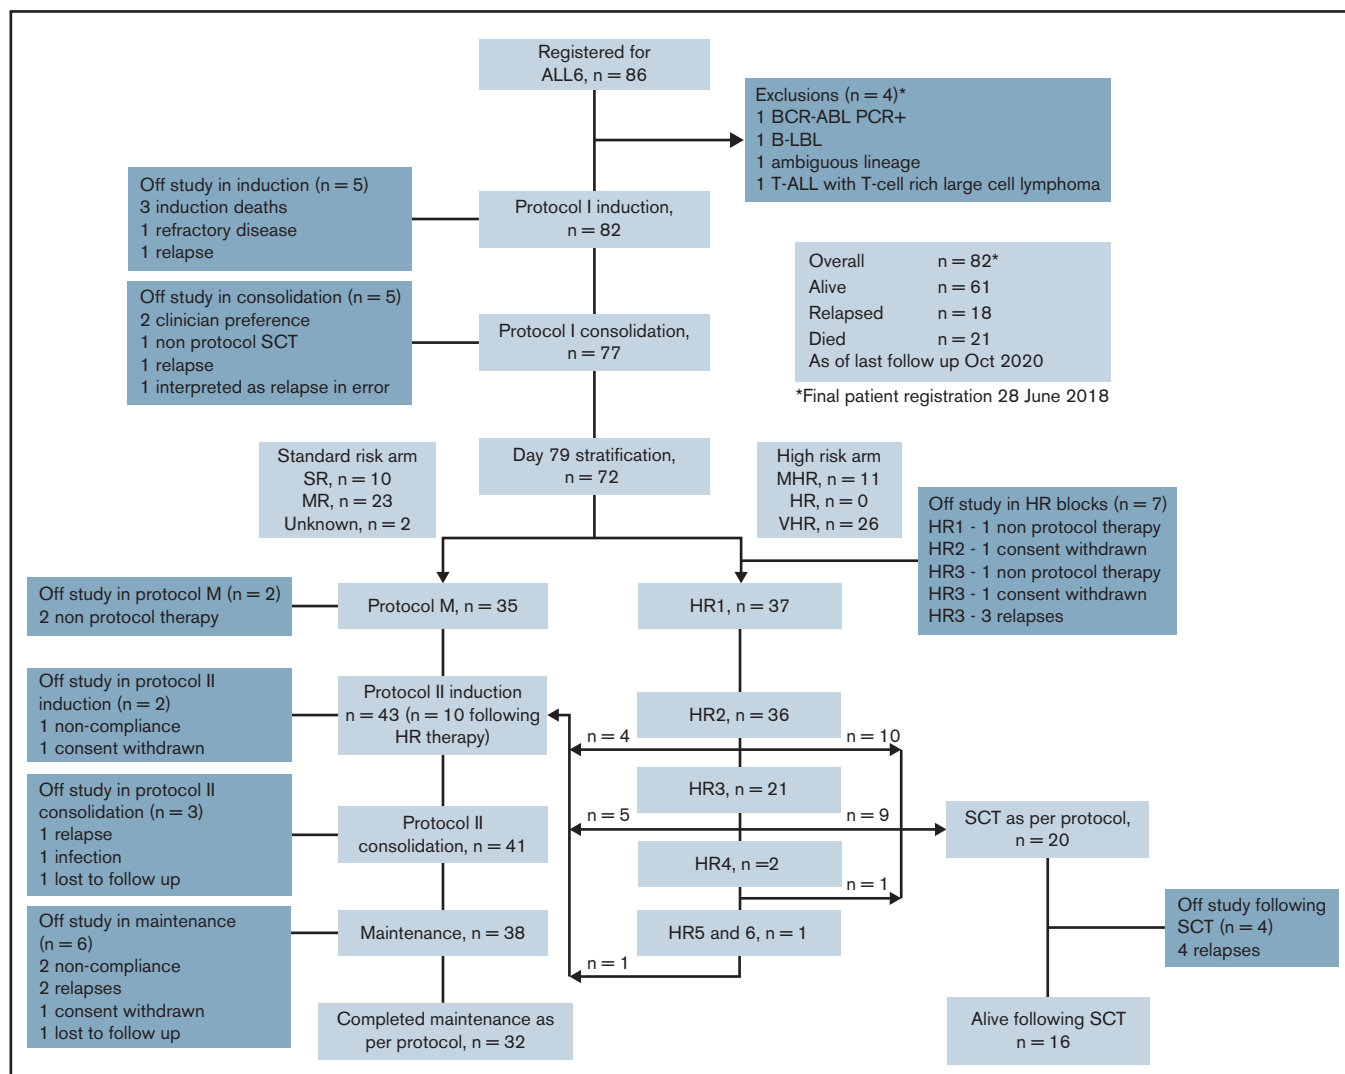 Registered for
ALL6, n = 86
Exclusions (n = 4)*
1 BCR-ABL PCR+
1 B-LBL
1 ambiguous lineage
1 T-ALL with T-cell rich large cell lymphoma
Off study in induction (n = 5)
3 induction deaths
1 refractory disease
1 relapse
Protocol I induction,
n = 82
Overall n = 82*
Alive n = 61
Relapsed n = 18
Died n = 21
As of last follow up Oct 2020
*Final patient registration 28 June 2018
Off study in consolidation (n = 5)
2 clinician preference
1 non protocol SCT
1 relapse
1 interpreted as relapse in error
Protocol I consolidation,
n = 77
Standard risk arm
SR, n = 10
MR, n = 23
Unknown, n = 2
Day 79 stratification,
n = 72
High risk arm
MHR, n = 11
HR, n = 0
VHR, n = 26
Off study in HR blocks (n = 7)
HR1 - 1 non protocol therapy
HR2 - 1 consent withdrawn
HR3 - 1 non protocol therapy
HR3 - 1 consent withdrawn
HR3 - 3 relapses
Off study in protocol M (n = 2)
2 non protocol therapy
Protocol M, n = 35
HR1, n = 37
Off study in protocol II
induction (n = 2)
1 non-compliance
1 consent withdrawn
Protocol II induction
n = 43 (n = 10 following
HR therapy)
HR2, n = 36
n = 4
n = 10
Off study in protocol II
consolidation (n = 3)
1 relapse
1 infection
1 lost to follow up
Protocol II
consolidation, n = 41
HR3, n = 21
n = 5
n = 9
SCT as per protocol,
n = 20
HR4, n =2
n = 1
Off study in maintenance
(n = 6)
2 non-compliance
2 relapses
1 consent withdrawn
1 lost to follow up
Maintenance, n = 38
HR5 and 6, n = 1
n = 1
Off study following
SCT (n = 4)
4 relapses
Completed maintenance as
per protocol, n = 32
Alive following SCT
n = 16